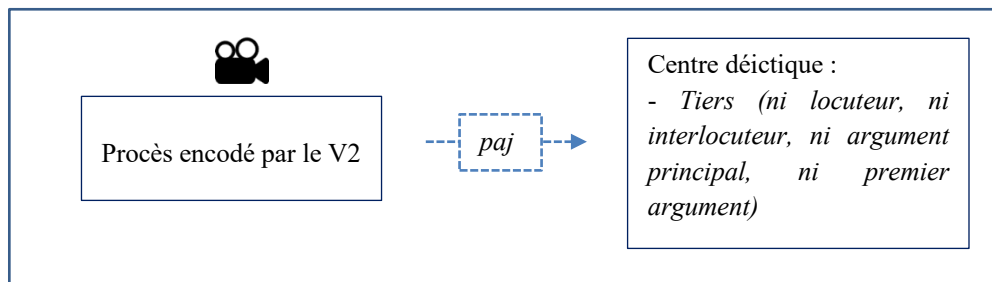 Procès encodé par le V2
paj
Centre déictique :
- Tiers (ni locuteur, ni
interlocuteur, ni argument
principal, ni premier
argument)